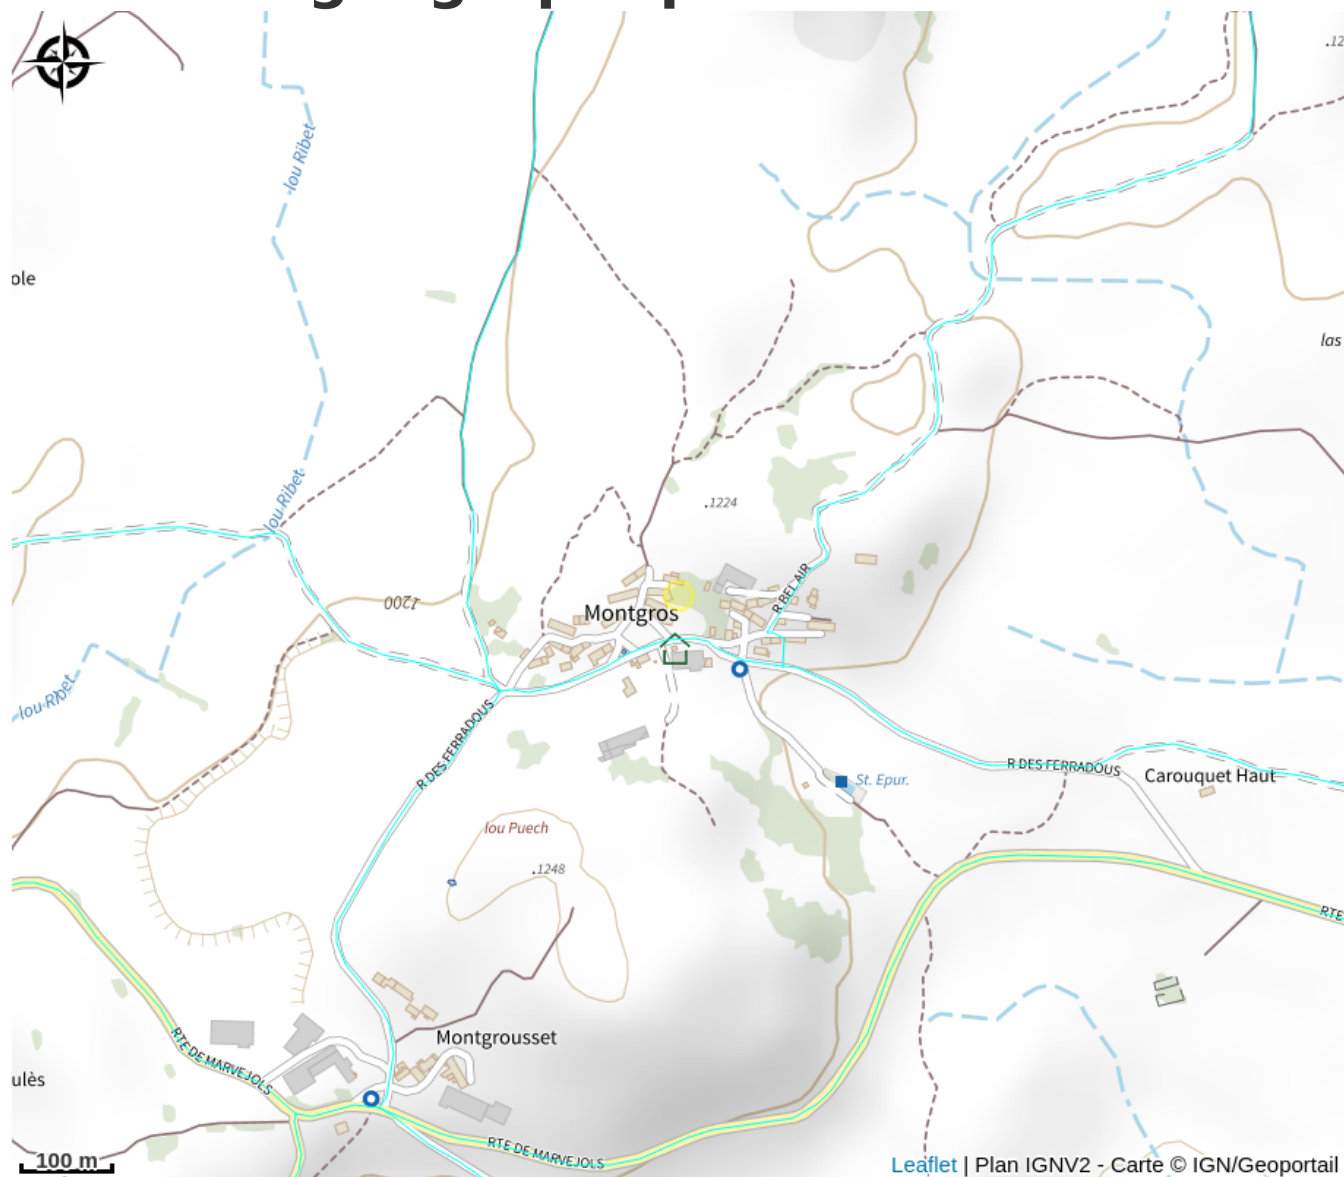 .12
lou Ribet
ole
las
lou Ribet
.1224
R BEL AIR
1200
Montgros
lou Ribet
R DES FERRADOUS
R DES FERRADOUS
Carouquet Haut
St. Epur.
lou Puech
.1248
RTE
Montgrousset
RTE DE MARVEJOLS
ulès
RTE DE MARVEJOLS
100 m
Leaflet | Plan IGNV2 - Carte © IGN/Geoportail